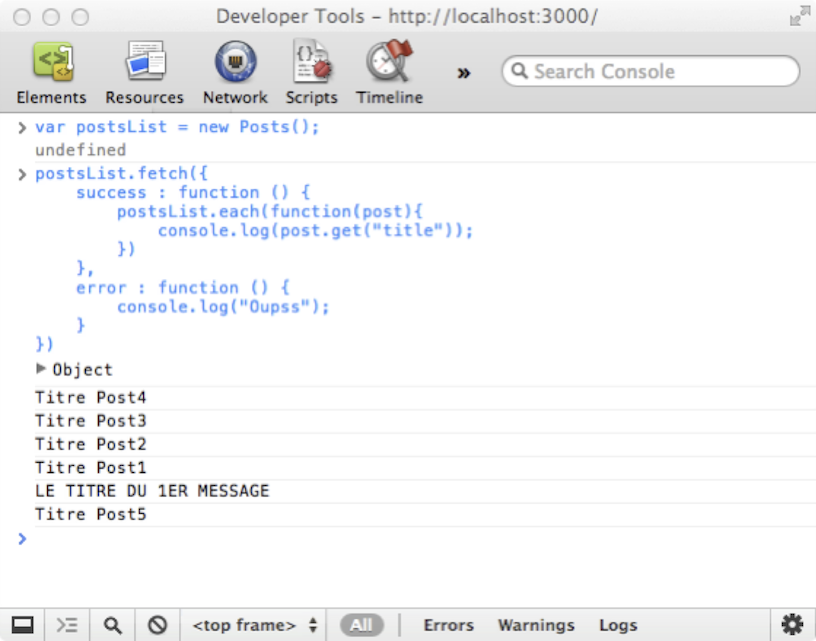 Developer Tools – http://localhost:3000/
Elements Resources Network Scripts Timeline » Search Console
> var postsList = new Posts();
undefined
> postsList.fetch({
    success : function () {
        postsList.each(function(post){
            console.log(post.get("title"));
        })
    },
    error : function () {
        console.log("Oupss");
    }
})
▶ Object
Titre Post4
Titre Post3
Titre Post2
Titre Post1
LE TITRE DU 1ER MESSAGE
Titre Post5
>
<top frame> All Errors Warnings Logs